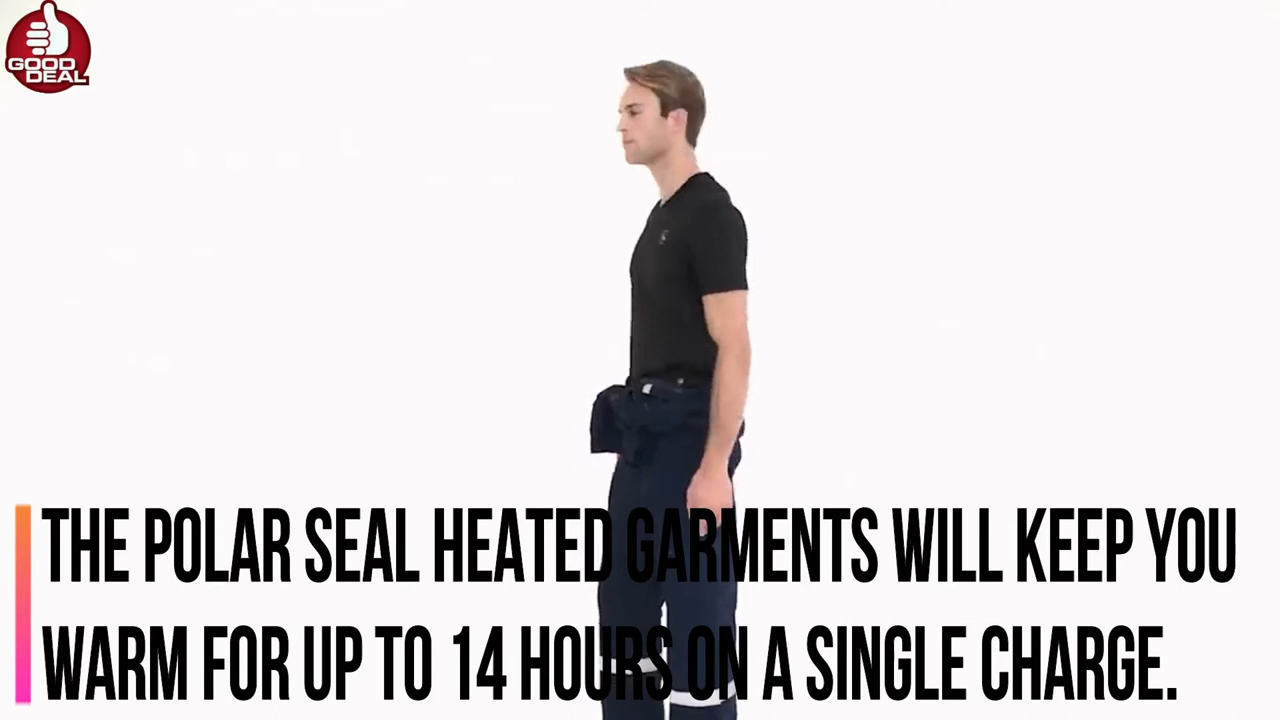 GOOD
DEAL
THE POLAR SEAL HEATED GARMENTS WILL KEEP YOU
WARM FOR UP TO 14 HOURS ON A SINGLE CHARGE.